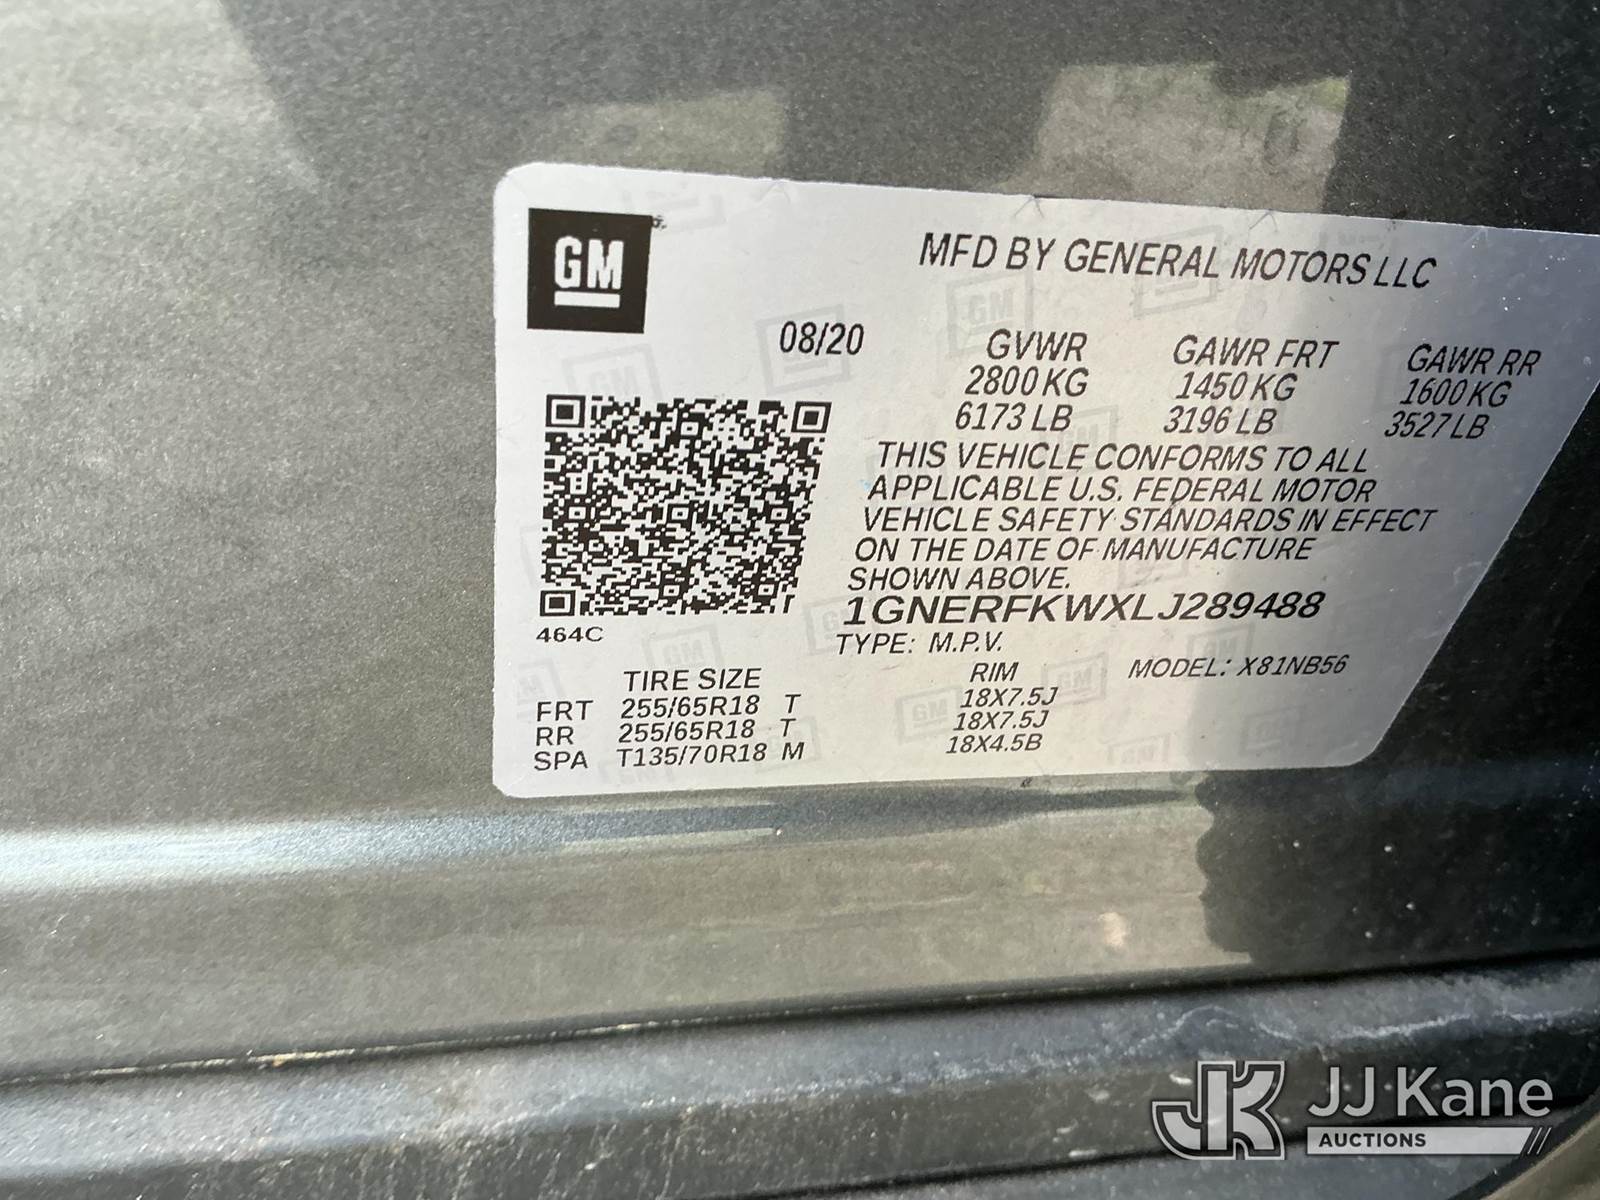 GM
MFD BY GENERAL MOTORS LLC
08/20
GVWR GAWR FRT GAWR RR
2800 KG 1450 KG 1600 KG
6173 LB 3196 LB 3527 LB
THIS VEHICLE CONFORMS TO ALL
APPLICABLE U.S. FEDERAL MOTOR
VEHICLE SAFETY STANDARDS IN EFFECT
ON THE DATE OF MANUFACTURE
SHOWN ABOVE.
1GNERFKWXLJ289488
464C
TYPE: M.P.V.
MODEL: X81NB56
TIRE SIZE RIM
FRT 255/65R18 T 18X7.5J
RR 255/65R18 T 18X7.5J
SPA T135/70R18 M 18X4.5B
JK JJ Kane
AUCTIONS